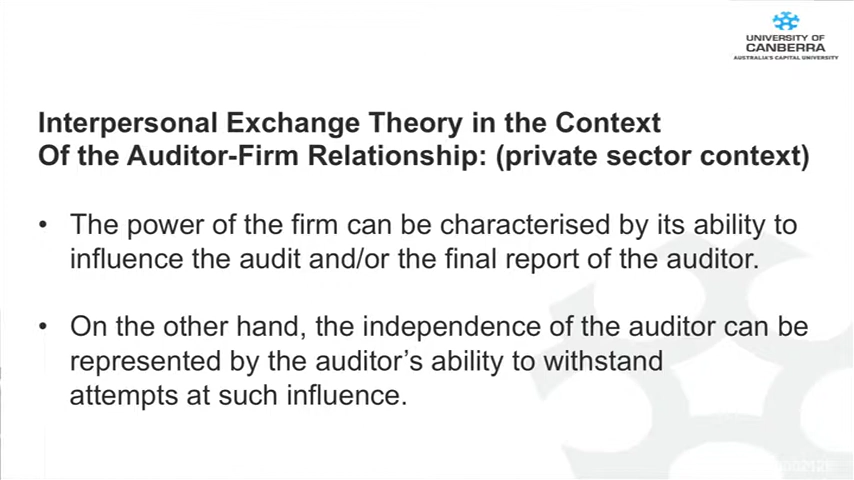 UNIVERSITY OF
CANBERRA
AUSTRALIA'S CAPITAL UNIVERSITY
Interpersonal Exchange Theory in the Context
Of the Auditor-Firm Relationship: (private sector context)
• The power of the firm can be characterised by its ability to
influence the audit and/or the final report of the auditor.
• On the other hand, the independence of the auditor can be
represented by the auditor's ability to withstand
attempts at such influence.